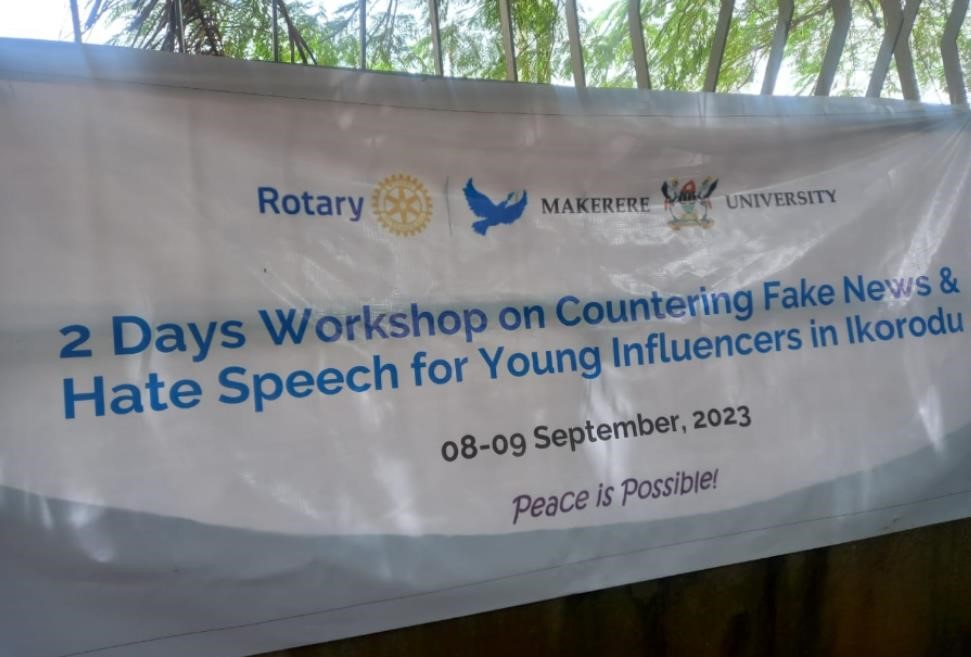 Rotary MAKERERE UNIVERSITY
2 Days Workshop on Countering Fake News &
Hate Speech for Young Influencers in Ikorodu
08-09 September, 2023
Peace is Possible!